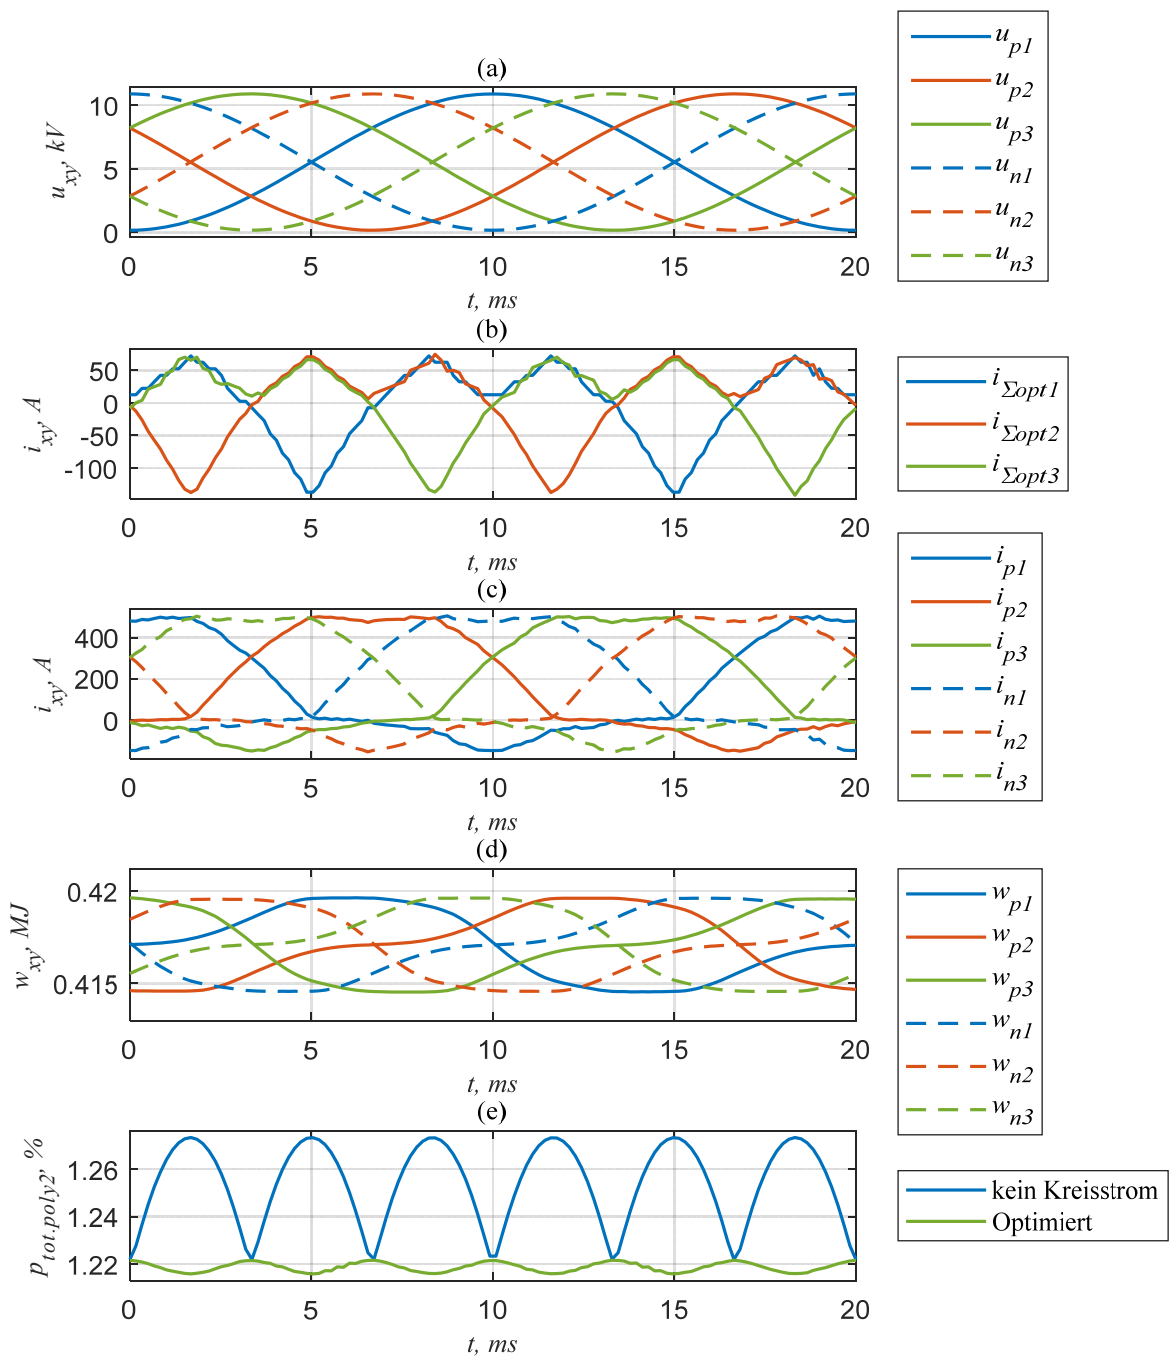 (a)
u_xy, kV
10
5
0
0 5 10 15 20
t, ms
u_p1
u_p2
u_p3
u_n1
u_n2
u_n3
(b)
i_xy, A
50
0
-50
-100
0 5 10 15 20
t, ms
i_Σopt1
i_Σopt2
i_Σopt3
(c)
i_xy, A
400
200
0
0 5 10 15 20
t, ms
i_p1
i_p2
i_p3
i_n1
i_n2
i_n3
(d)
w_xy, MJ
0.42
0.415
0 5 10 15 20
t, ms
w_p1
w_p2
w_p3
w_n1
w_n2
w_n3
(e)
p_tot.poly2, %
1.26
1.24
1.22
0 5 10 15 20
t, ms
kein Kreisstrom
Optimiert